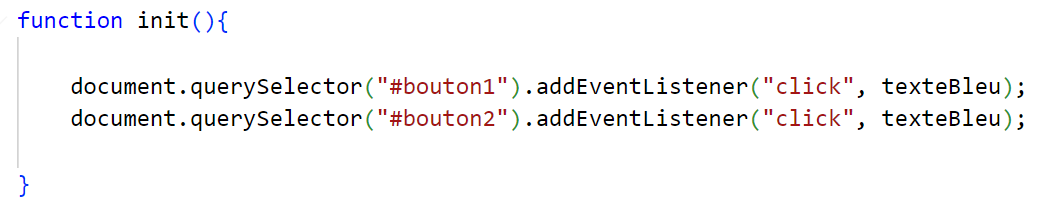 function init(){
document.querySelector("#bouton1").addEventListener("click", texteBleu);
document.querySelector("#bouton2").addEventListener("click", texteBleu);
}